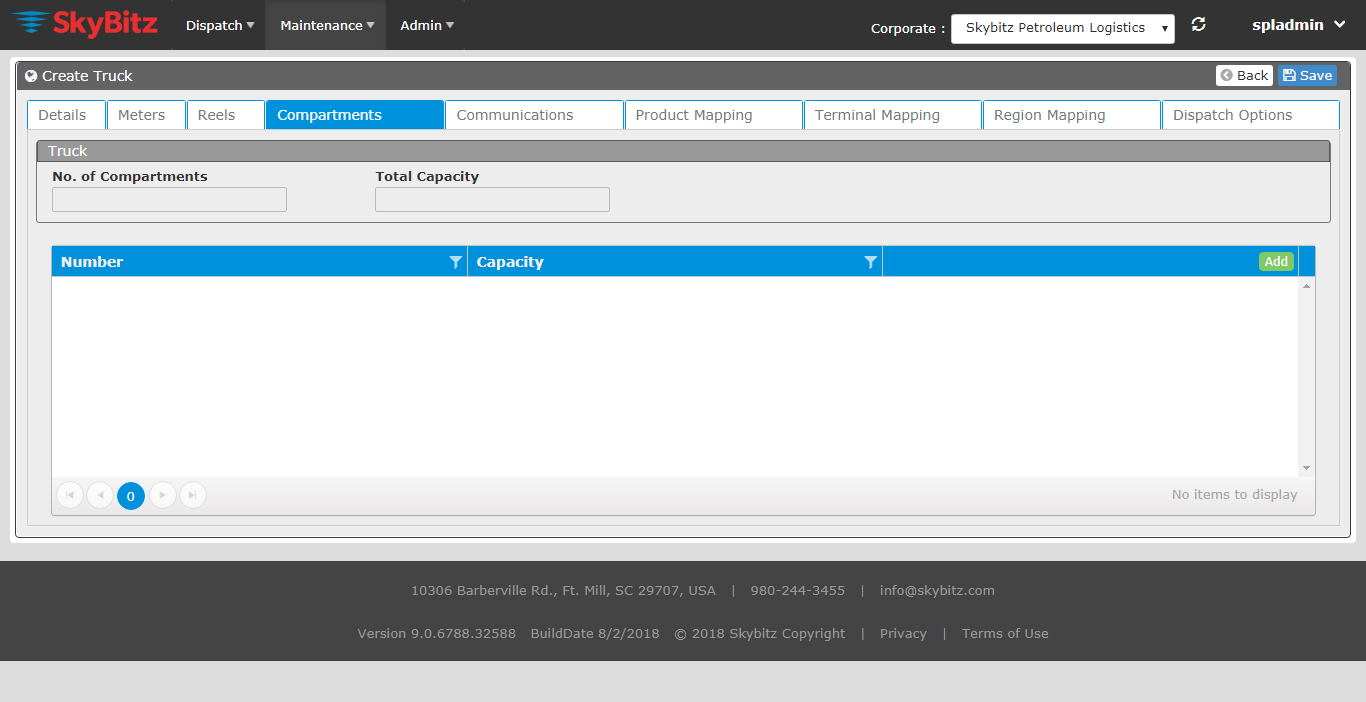 SkyBitz Dispatch Maintenance Admin Corporate : Skybitz Petroleum Logistics spladmin
Create Truck Back Save
Details Meters Reels Compartments Communications Product Mapping Terminal Mapping Region Mapping Dispatch Options
Truck
No. of Compartments Total Capacity
Number Capacity Add
0 No items to display
10306 Barberville Rd., Ft. Mill, SC 29707, USA | 980-244-3455 | info@skybitz.com
Version 9.0.6788.32588 BuildDate 8/2/2018 © 2018 Skybitz Copyright | Privacy | Terms of Use